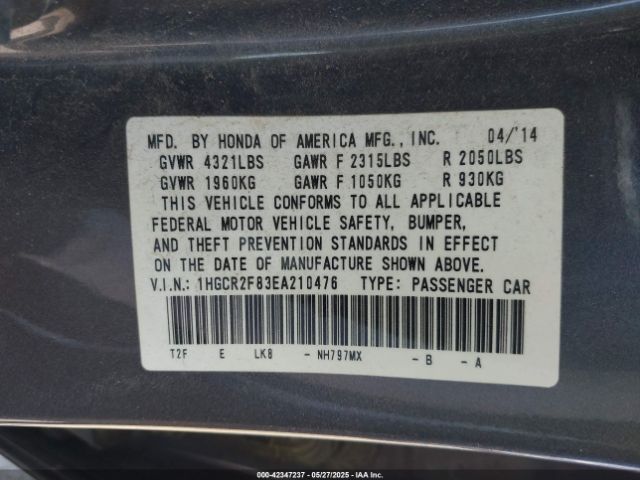 MFD. BY HONDA OF AMERICA MFG., INC. 04/'14
GVWR 4321LBS GAWR F 2315LBS R 2050LBS
GVWR 1960KG GAWR F 1050KG R 930KG
THIS VEHICLE CONFORMS TO ALL APPLICABLE
FEDERAL MOTOR VEHICLE SAFETY, BUMPER,
AND THEFT PREVENTION STANDARDS IN EFFECT
ON THE DATE OF MANUFACTURE SHOWN ABOVE.
V.I.N.: 1HGCR2F83EA210476 TYPE: PASSENGER CAR
T2F E LK8 - NH797MX - B - A
000-42347237 - 05/27/2025 - IAA Inc.